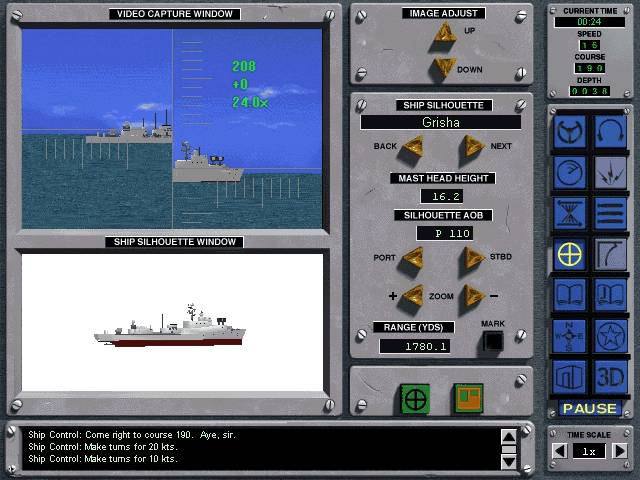 VIDEO CAPTURE WINDOW
208
+0
24.0x
SHIP SILHOUETTE WINDOW
IMAGE ADJUST
UP
DOWN
SHIP SILHOUETTE
Grisha
BACK
NEXT
MAST HEAD HEIGHT
16.2
SILHOUETTE AOB
P 110
PORT
STBD
+
ZOOM
-
RANGE (YDS)
MARK
1780.1
CURRENT TIME
00:24
SPEED
16
COURSE
190
DEPTH
0038
N
W E
S
3D
PAUSE
TIME SCALE
1x
Ship Control: Come right to course 190. Aye, sir.
Ship Control: Make turns for 20 kts.
Ship Control: Make turns for 10 kts.